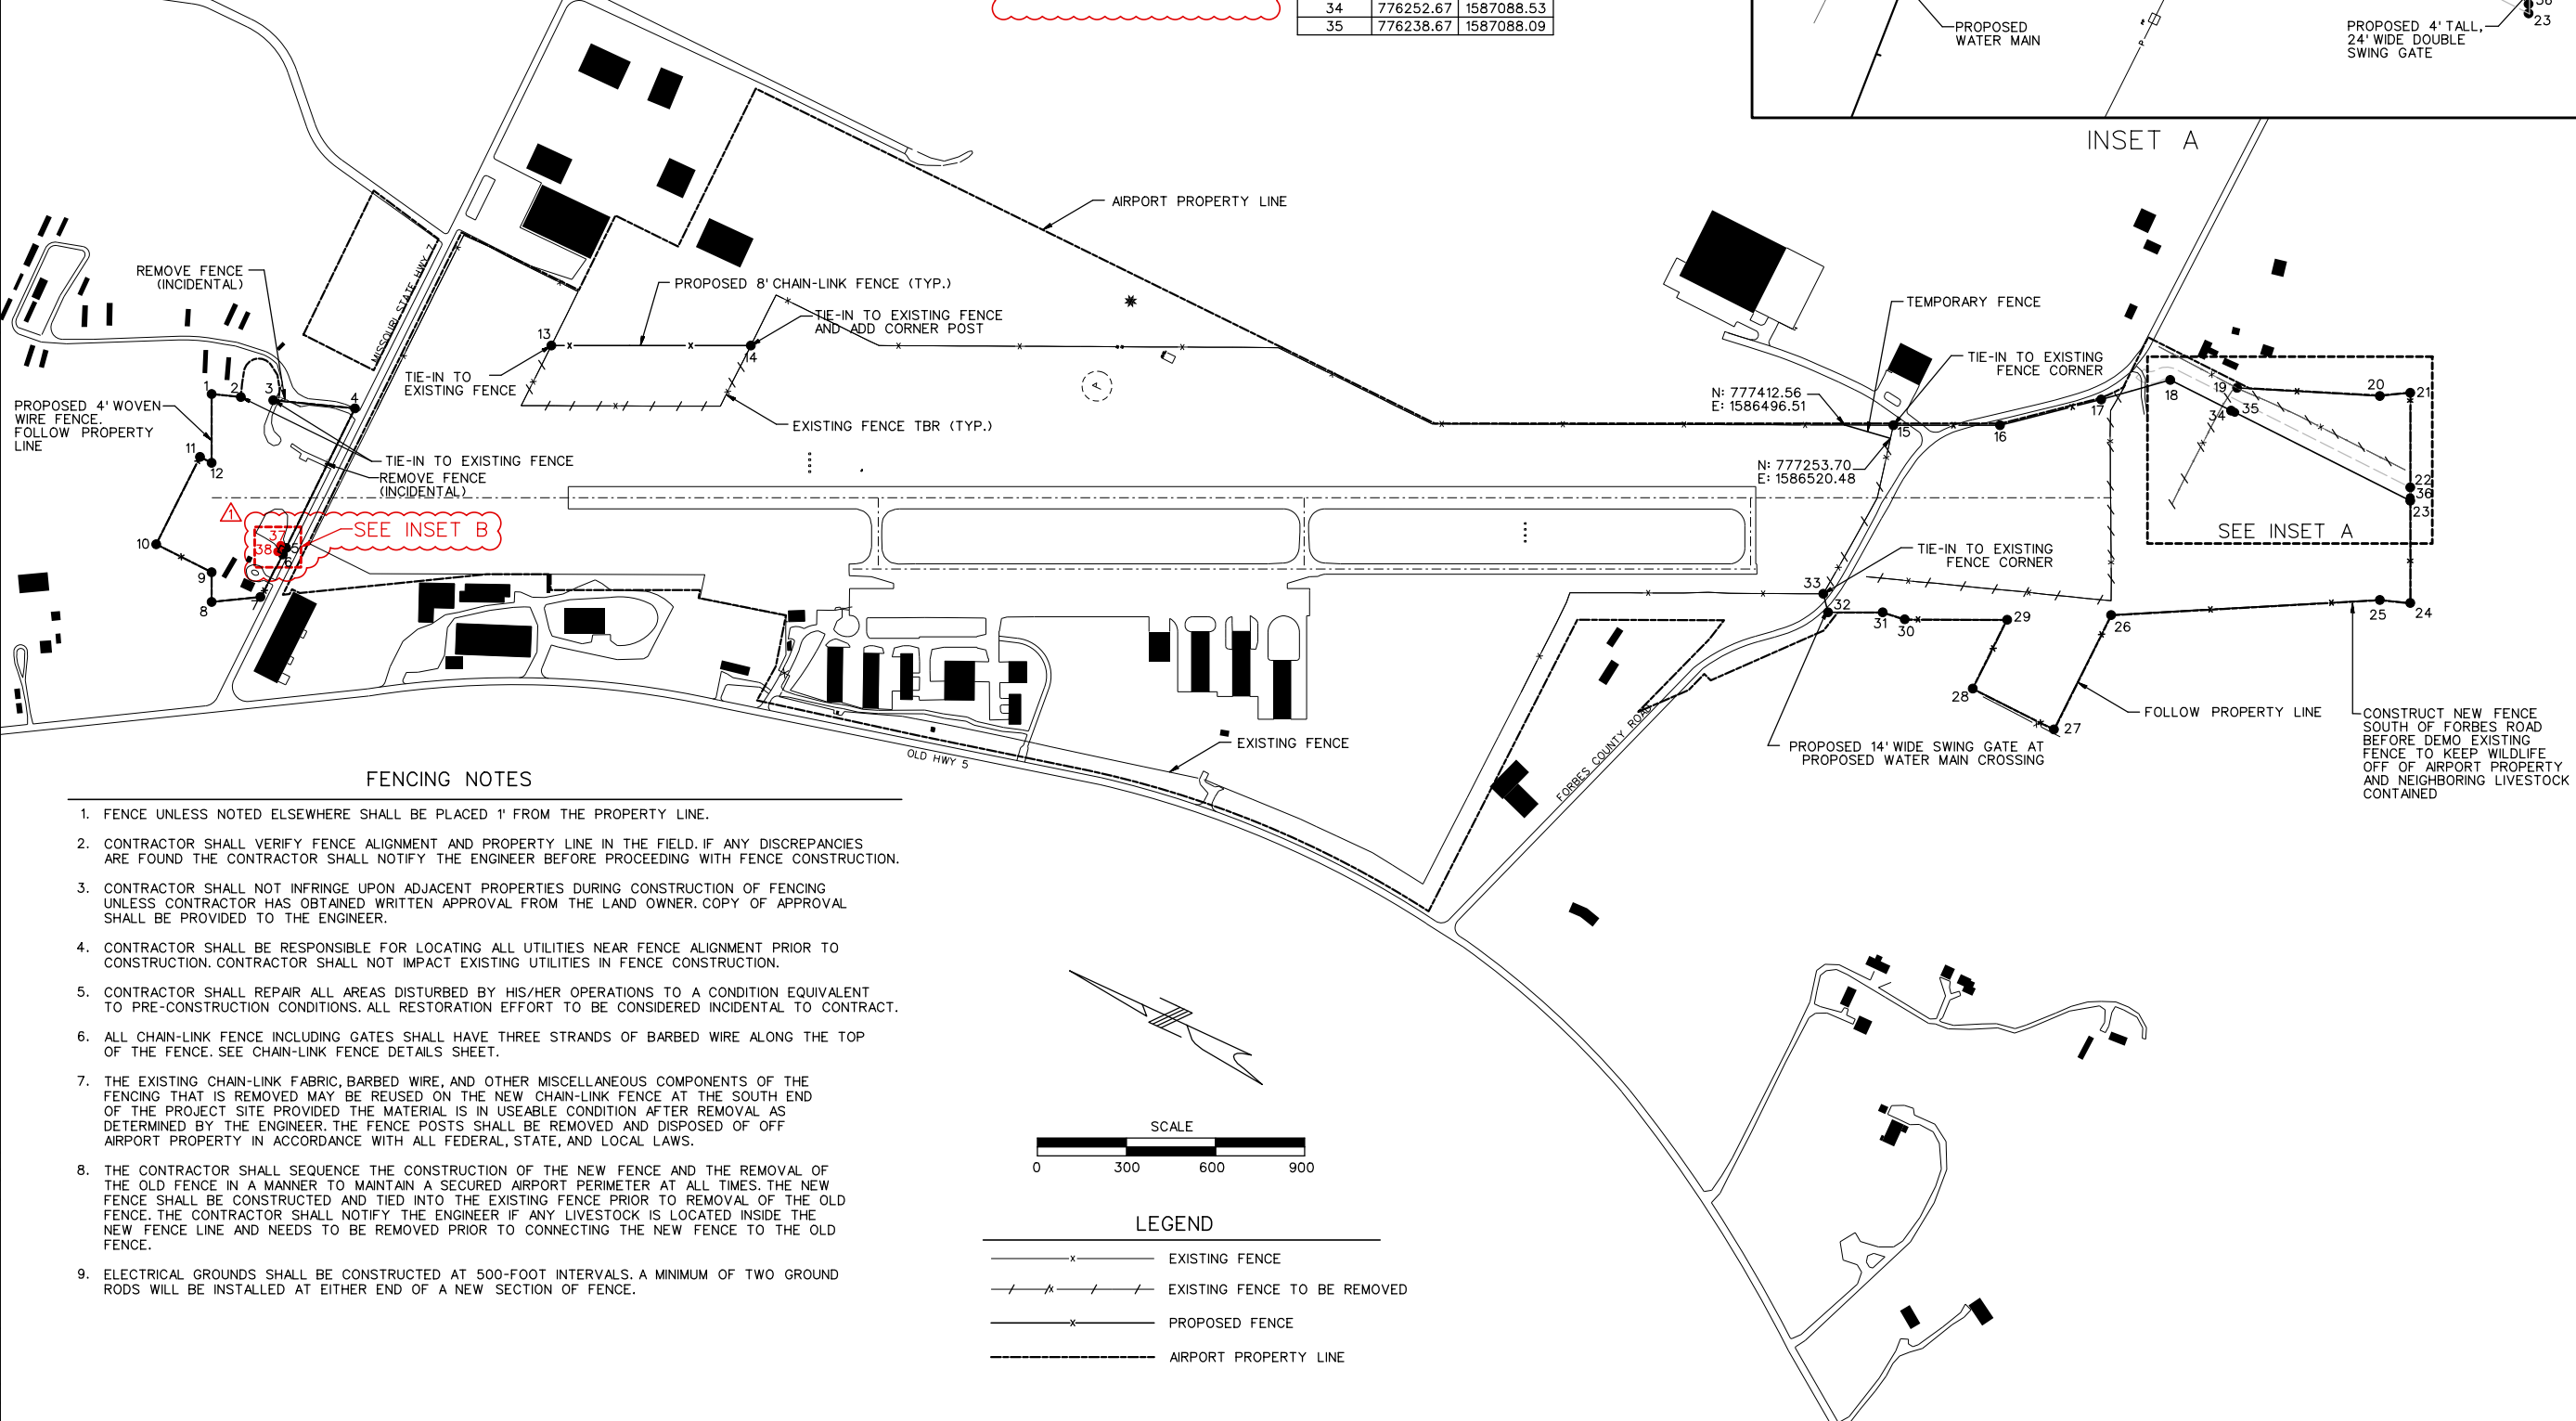 34 776252.67 1587088.53
35 776238.67 1587088.09
PROPOSED
WATER MAIN
P
P
PROPOSED 4' TALL,
24' WIDE DOUBLE
SWING GATE
36
23
INSET A
AIRPORT PROPERTY LINE
REMOVE FENCE
(INCIDENTAL)
MISSOURI STATE HWY 7
PROPOSED 8' CHAIN-LINK FENCE (TYP.)
TIE-IN TO EXISTING FENCE
AND ADD CORNER POST
13
14
TIE-IN TO
EXISTING FENCE
EXISTING FENCE TBR (TYP.)
TEMPORARY FENCE
TIE-IN TO EXISTING
FENCE CORNER
N: 777412.56
E: 1586496.51
15
16
17
18
19
20
21
34
35
22
36
23
SEE INSET A
1
2
3
4
PROPOSED 4' WOVEN
WIRE FENCE.
FOLLOW PROPERTY
LINE
11
12
TIE-IN TO EXISTING FENCE
REMOVE FENCE
(INCIDENTAL)
N: 777253.70
E: 1586520.48
1
SEE INSET B
37
38
5
6
10
9
8
7
TIE-IN TO EXISTING
FENCE CORNER
33
32
31
30
29
28
27
26
25
24
FOLLOW PROPERTY LINE
PROPOSED 14' WIDE SWING GATE AT
PROPOSED WATER MAIN CROSSING
CONSTRUCT NEW FENCE
SOUTH OF FORBES ROAD
BEFORE DEMO EXISTING
FENCE TO KEEP WILDLIFE
OFF OF AIRPORT PROPERTY
AND NEIGHBORING LIVESTOCK
CONTAINED
EXISTING FENCE
OLD HWY 5
FORBES COUNTY ROAD
FENCING NOTES
1. FENCE UNLESS NOTED ELSEWHERE SHALL BE PLACED 1' FROM THE PROPERTY LINE.
2. CONTRACTOR SHALL VERIFY FENCE ALIGNMENT AND PROPERTY LINE IN THE FIELD. IF ANY DISCREPANCIES
ARE FOUND THE CONTRACTOR SHALL NOTIFY THE ENGINEER BEFORE PROCEEDING WITH FENCE CONSTRUCTION.
3. CONTRACTOR SHALL NOT INFRINGE UPON ADJACENT PROPERTIES DURING CONSTRUCTION OF FENCING
UNLESS CONTRACTOR HAS OBTAINED WRITTEN APPROVAL FROM THE LAND OWNER. COPY OF APPROVAL
SHALL BE PROVIDED TO THE ENGINEER.
4. CONTRACTOR SHALL BE RESPONSIBLE FOR LOCATING ALL UTILITIES NEAR FENCE ALIGNMENT PRIOR TO
CONSTRUCTION. CONTRACTOR SHALL NOT IMPACT EXISTING UTILITIES IN FENCE CONSTRUCTION.
5. CONTRACTOR SHALL REPAIR ALL AREAS DISTURBED BY HIS/HER OPERATIONS TO A CONDITION EQUIVALENT
TO PRE-CONSTRUCTION CONDITIONS. ALL RESTORATION EFFORT TO BE CONSIDERED INCIDENTAL TO CONTRACT.
6. ALL CHAIN-LINK FENCE INCLUDING GATES SHALL HAVE THREE STRANDS OF BARBED WIRE ALONG THE TOP
OF THE FENCE. SEE CHAIN-LINK FENCE DETAILS SHEET.
7. THE EXISTING CHAIN-LINK FABRIC, BARBED WIRE, AND OTHER MISCELLANEOUS COMPONENTS OF THE
FENCING THAT IS REMOVED MAY BE REUSED ON THE NEW CHAIN-LINK FENCE AT THE SOUTH END
OF THE PROJECT SITE PROVIDED THE MATERIAL IS IN USEABLE CONDITION AFTER REMOVAL AS
DETERMINED BY THE ENGINEER. THE FENCE POSTS SHALL BE REMOVED AND DISPOSED OF OFF
AIRPORT PROPERTY IN ACCORDANCE WITH ALL FEDERAL, STATE, AND LOCAL LAWS.
8. THE CONTRACTOR SHALL SEQUENCE THE CONSTRUCTION OF THE NEW FENCE AND THE REMOVAL OF
THE OLD FENCE IN A MANNER TO MAINTAIN A SECURED AIRPORT PERIMETER AT ALL TIMES. THE NEW
FENCE SHALL BE CONSTRUCTED AND TIED INTO THE EXISTING FENCE PRIOR TO REMOVAL OF THE OLD
FENCE. THE CONTRACTOR SHALL NOTIFY THE ENGINEER IF ANY LIVESTOCK IS LOCATED INSIDE THE
NEW FENCE LINE AND NEEDS TO BE REMOVED PRIOR TO CONNECTING THE NEW FENCE TO THE OLD
FENCE.
9. ELECTRICAL GROUNDS SHALL BE CONSTRUCTED AT 500-FOOT INTERVALS. A MINIMUM OF TWO GROUND
RODS WILL BE INSTALLED AT EITHER END OF A NEW SECTION OF FENCE.
SCALE
0 300 600 900
LEGEND
EXISTING FENCE
EXISTING FENCE TO BE REMOVED
PROPOSED FENCE
AIRPORT PROPERTY LINE